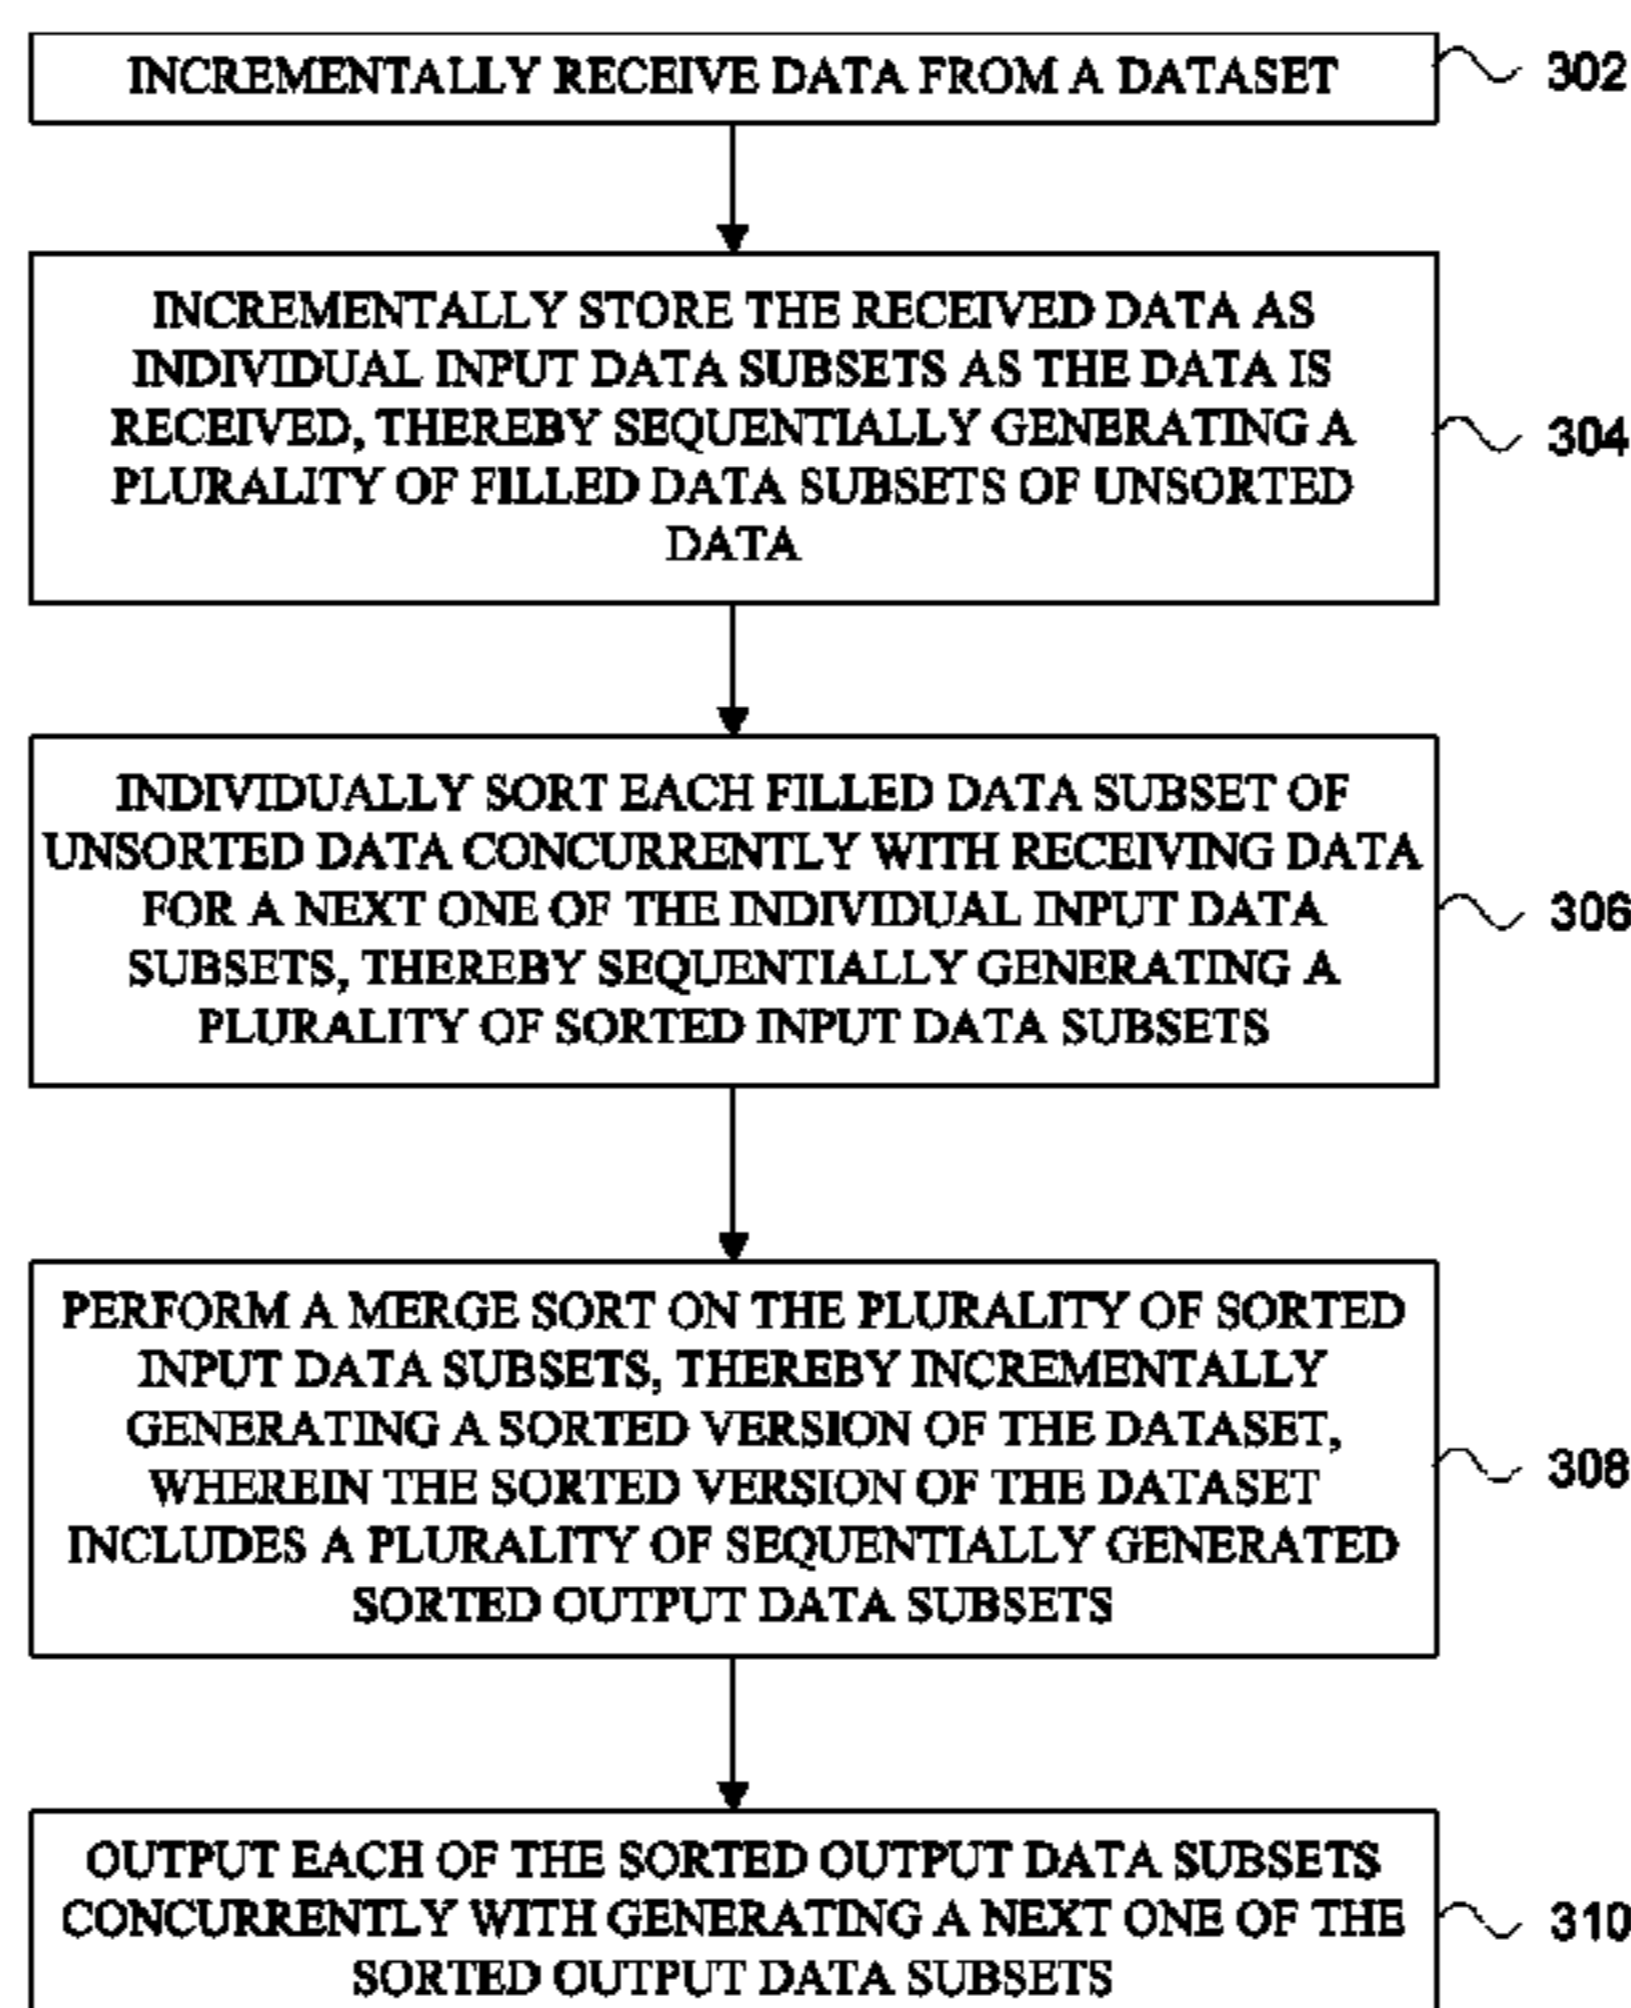 INCREMENTALLY RECEIVE DATA FROM A DATASET
302
INCREMENTALLY STORE THE RECEIVED DATA AS
INDIVIDUAL INPUT DATA SUBSETS AS THE DATA IS
RECEIVED, THEREBY SEQUENTIALLY GENERATING A
PLURALITY OF FILLED DATA SUBSETS OF UNSORTED
DATA
304
INDIVIDUALLY SORT EACH FILLED DATA SUBSET OF
UNSORTED DATA CONCURRENTLY WITH RECEIVING DATA
FOR A NEXT ONE OF THE INDIVIDUAL INPUT DATA
SUBSETS, THEREBY SEQUENTIALLY GENERATING A
PLURALITY OF SORTED INPUT DATA SUBSETS
306
PERFORM A MERGE SORT ON THE PLURALITY OF SORTED
INPUT DATA SUBSETS, THEREBY INCREMENTALLY
GENERATING A SORTED VERSION OF THE DATASET,
WHEREIN THE SORTED VERSION OF THE DATASET
INCLUDES A PLURALITY OF SEQUENTIALLY GENERATED
SORTED OUTPUT DATA SUBSETS
308
OUTPUT EACH OF THE SORTED OUTPUT DATA SUBSETS
CONCURRENTLY WITH GENERATING A NEXT ONE OF THE
SORTED OUTPUT DATA SUBSETS
310